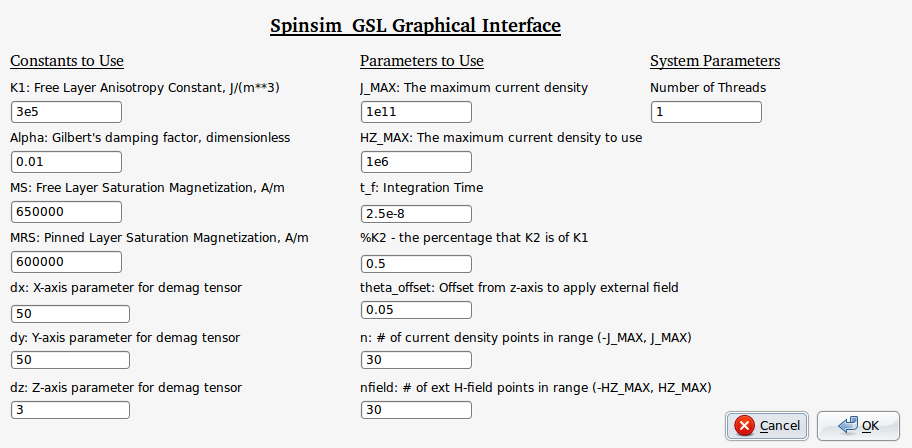 Spinsim GSL Graphical Interface
Constants to Use
K1: Free Layer Anisotropy Constant, J/(m**3)
3e5
Alpha: Gilbert's damping factor, dimensionless
0.01
MS: Free Layer Saturation Magnetization, A/m
650000
MRS: Pinned Layer Saturation Magnetization, A/m
600000
dx: X-axis parameter for demag tensor
50
dy: Y-axis parameter for demag tensor
50
dz: Z-axis parameter for demag tensor
3
Parameters to Use
J_MAX: The maximum current density
1e11
HZ_MAX: The maximum current density to use
1e6
t_f: Integration Time
2.5e-8
%K2 - the percentage that K2 is of K1
0.5
theta_offset: Offset from z-axis to apply external field
0.05
n: # of current density points in range (-J_MAX, J_MAX)
30
nfield: # of ext H-field points in range (-HZ_MAX, HZ_MAX)
30
System Parameters
Number of Threads
1
Cancel
OK